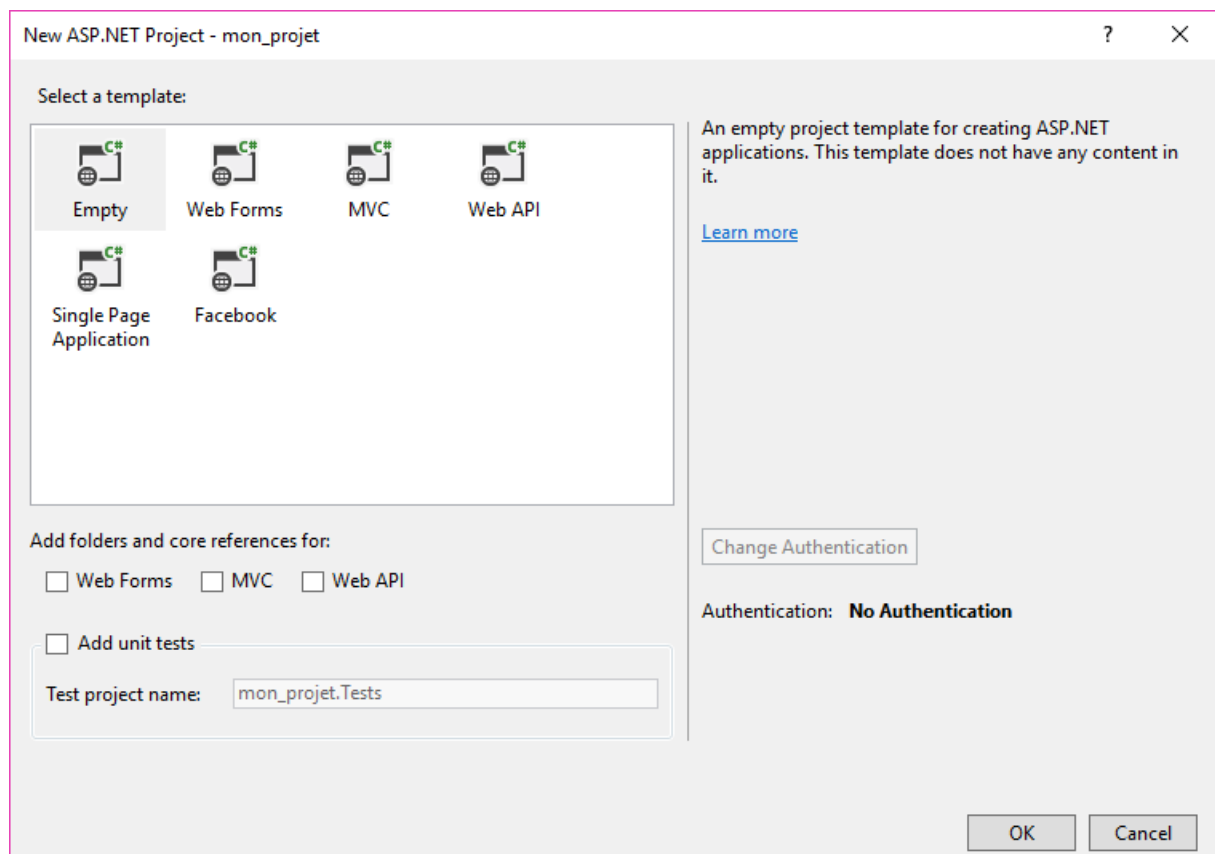 New ASP.NET Project - mon_projet
?
Select a template:
C# C# C# C#
Empty Web Forms MVC Web API
C# C#
Single Page Facebook
Application
An empty project template for creating ASP.NET
applications. This template does not have any content in
it.
Learn more
Add folders and core references for:
Web Forms MVC Web API
Add unit tests
Test project name: mon_projet.Tests
Change Authentication
Authentication: No Authentication
OK Cancel